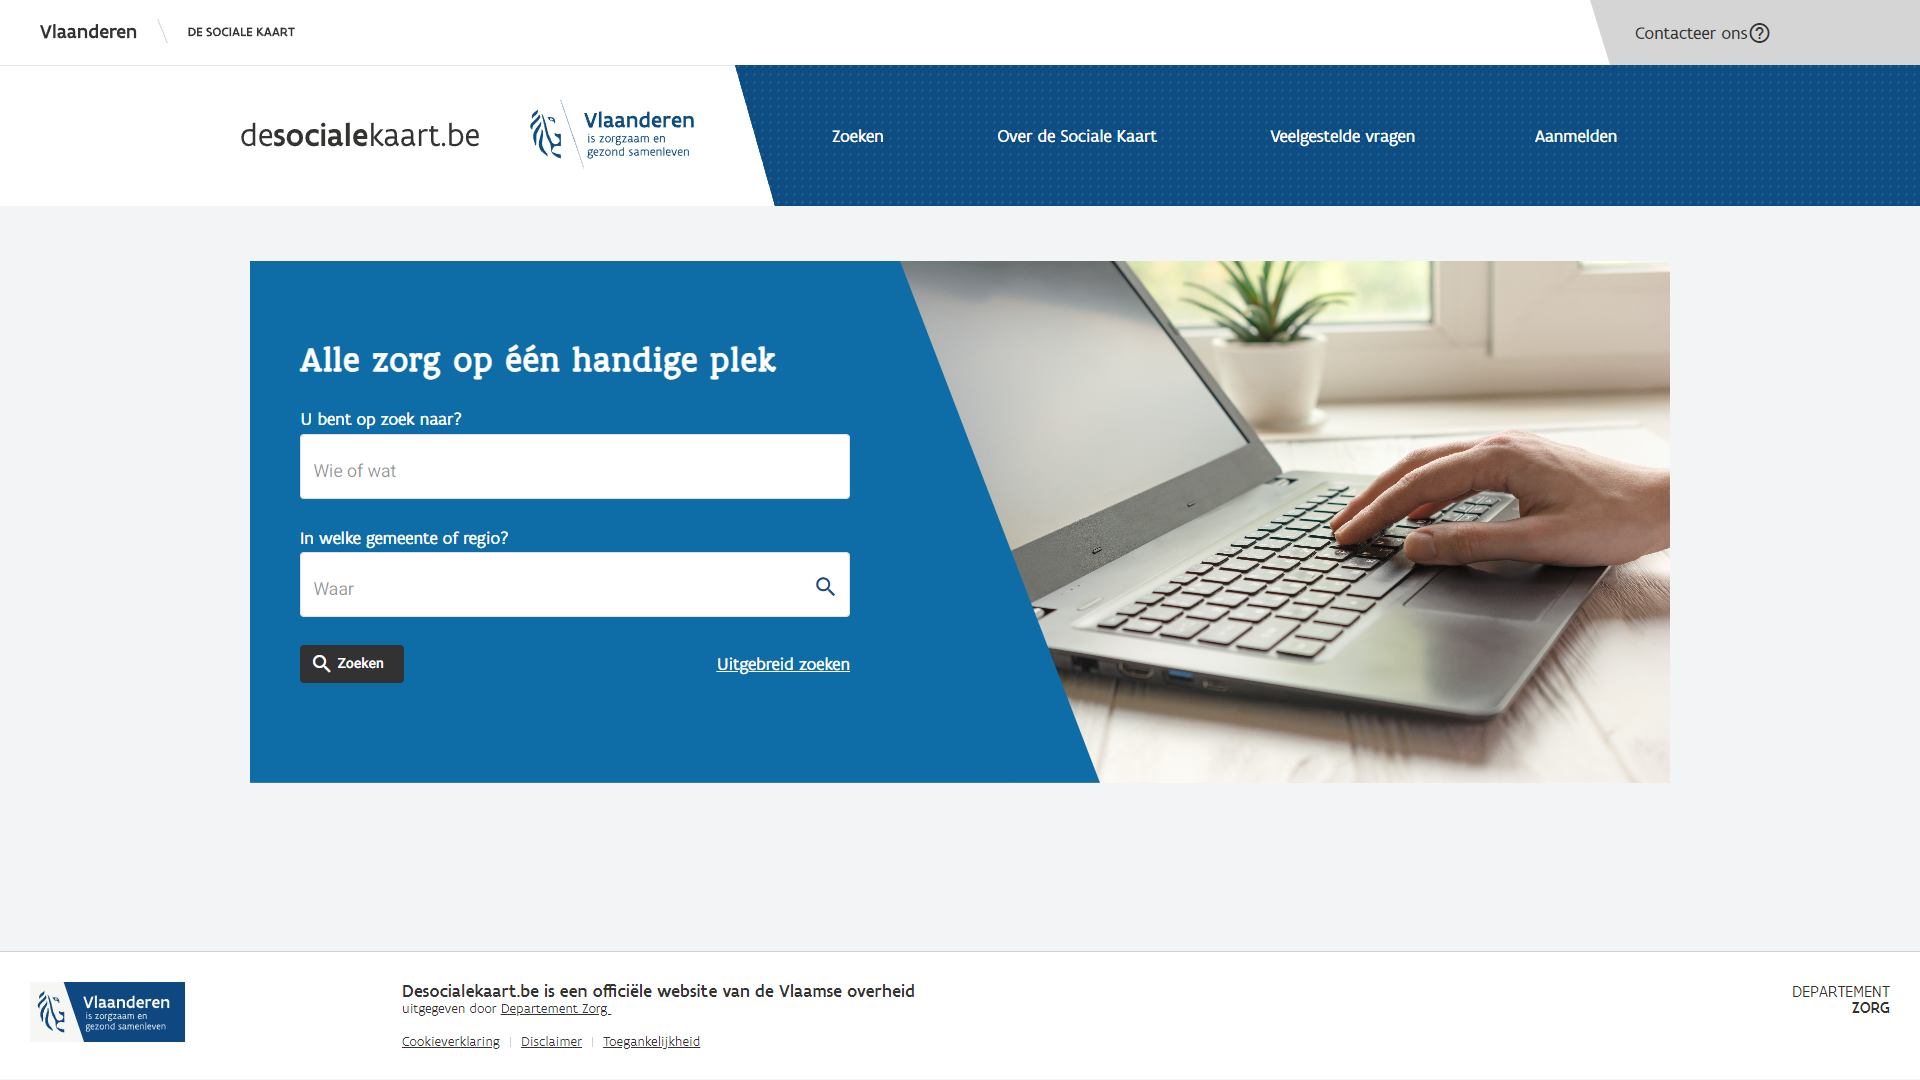 Vlaanderen
DE SOCIALE KAART
Contacteer ons
desocialekaart.be
Vlaanderen
is zorgzaam en
gezond samenleven
Zoeken
Over de Sociale Kaart
Veelgestelde vragen
Aanmelden
Alle zorg op één handige plek
U bent op zoek naar?
Wie of wat
In welke gemeente of regio?
Waar
Zoeken
Uitgebreid zoeken
Vlaanderen
is zorgzaam en
gezond samenleven
Desocialekaart.be is een officiële website van de Vlaamse overheid
uitgegeven door Departement Zorg
Cookieverklaring
Disclaimer
Toegankelijkheid
DEPARTEMENT
ZORG